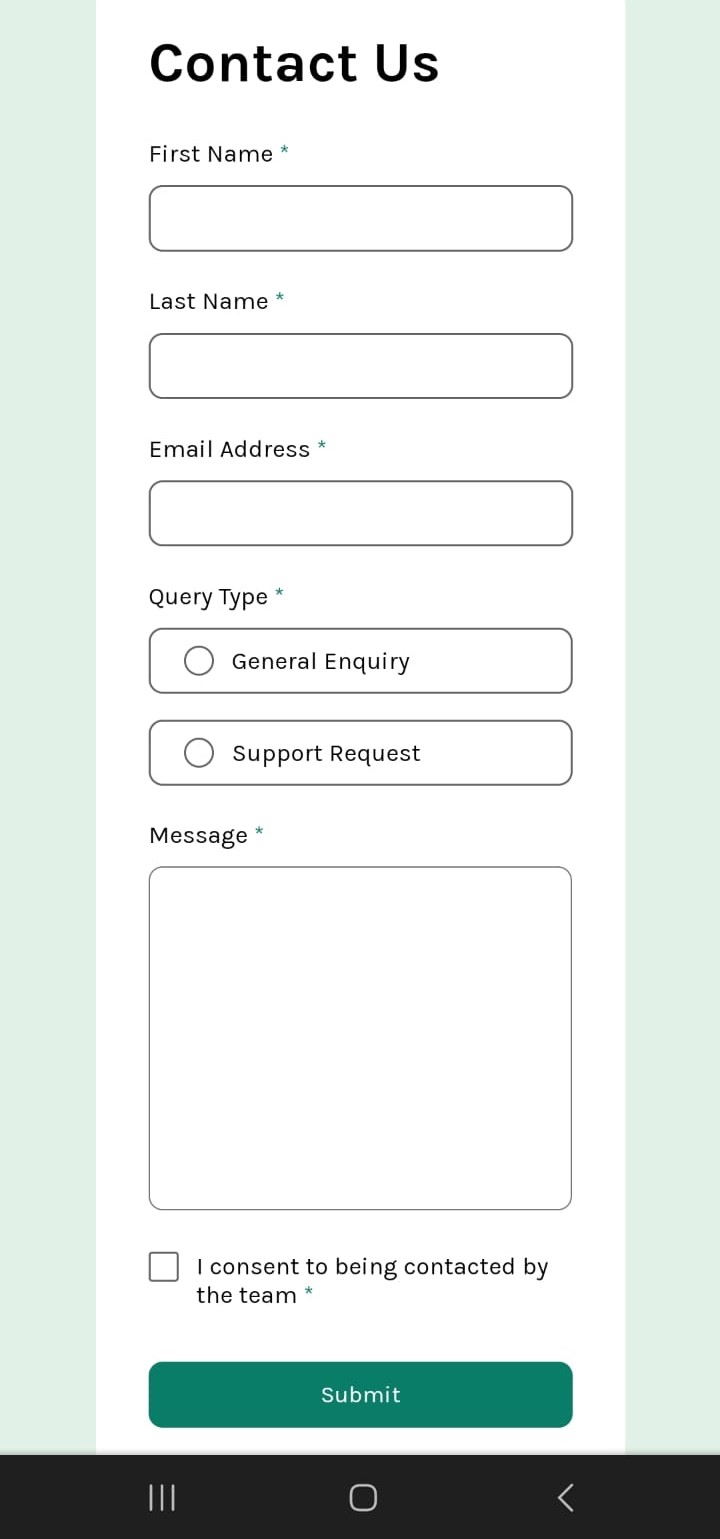 Contact Us
First Name *
Last Name *
Email Address *
Query Type *
General Enquiry
Support Request
Message *
I consent to being contacted by
the team *
Submit